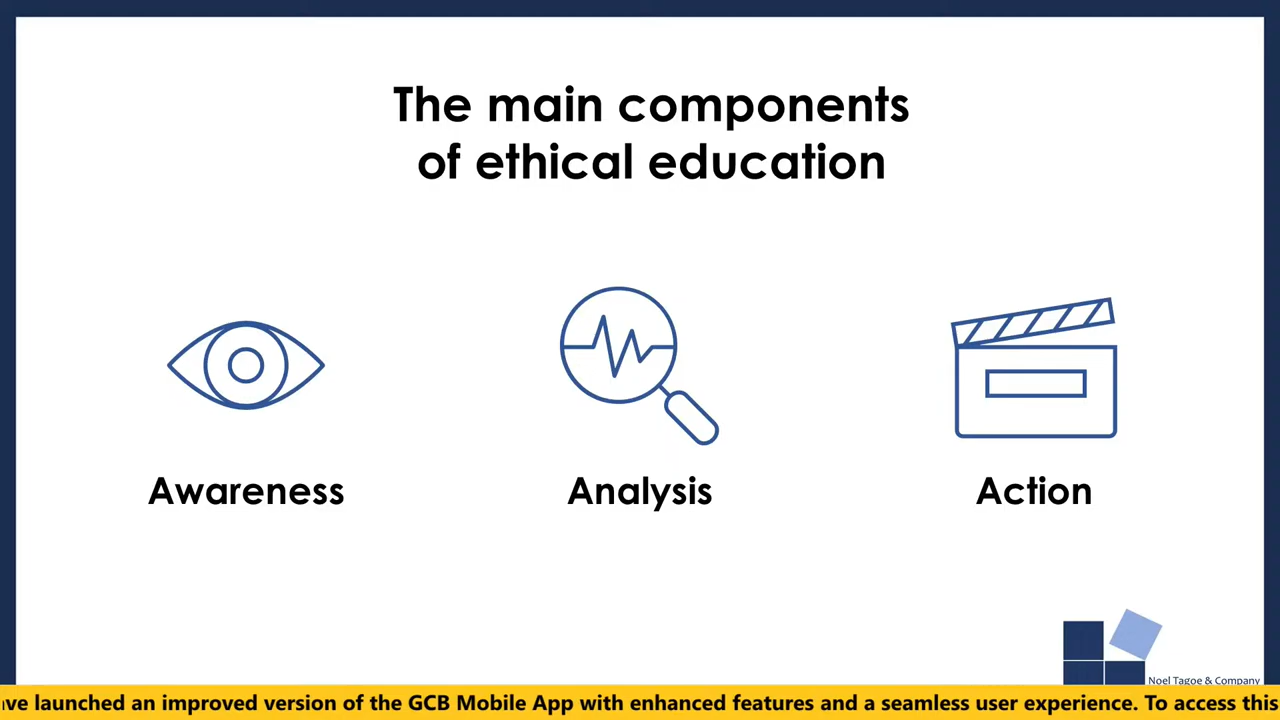 The main components
of ethical education
Awareness
Analysis
Action
Noel Tagoe & Company
launched an improved version of the GCB Mobile App with enhanced features and a seamless user experience. To access this